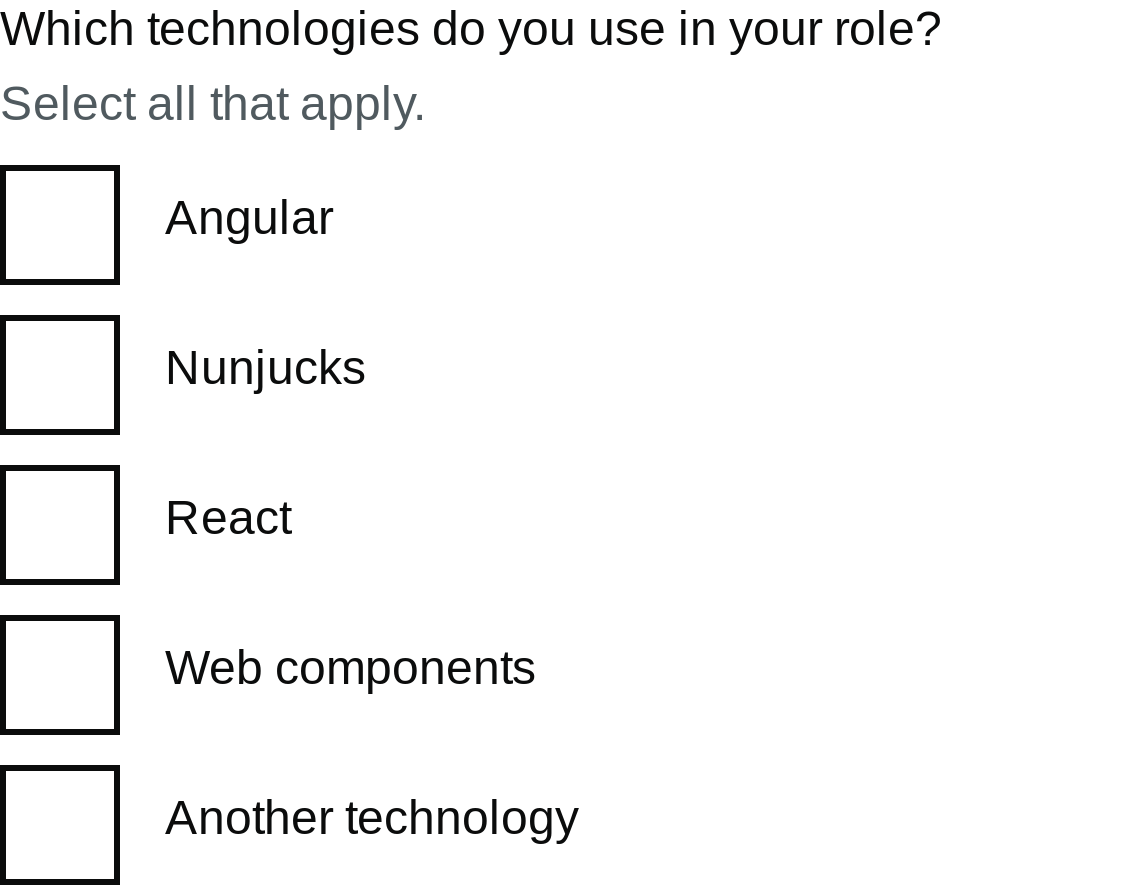 Which technologies do you use in your role?
Select all that apply.
Angular
Nunjucks
React
Web components
Another technology